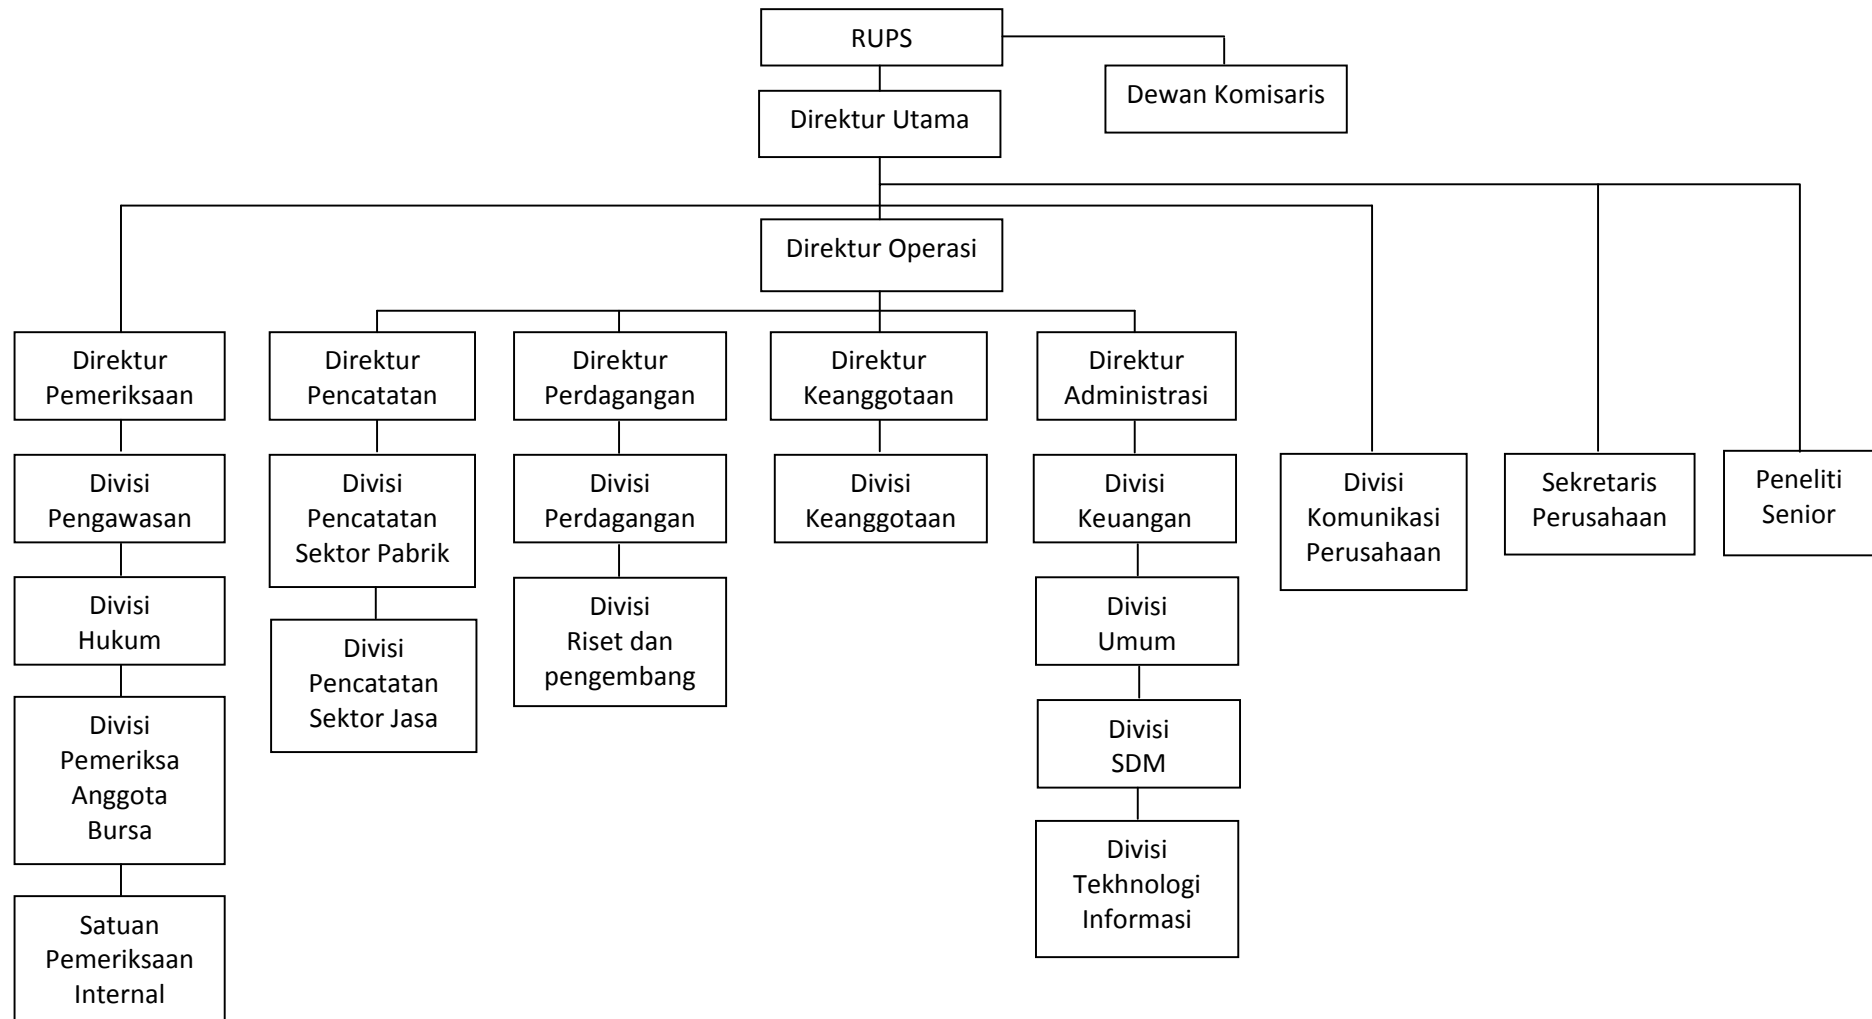 RUPS
Dewan Komisaris
Direktur Utama
Direktur Operasi
Direktur
Pemeriksaan
Direktur
Pencatatan
Direktur
Perdagangan
Direktur
Keanggotaan
Direktur
Administrasi
Divisi
Pengawasan
Divisi
Pencatatan
Sektor Pabrik
Divisi
Perdagangan
Divisi
Keanggotaan
Divisi
Keuangan
Divisi
Komunikasi
Perusahaan
Sekretaris
Perusahaan
Peneliti
Senior
Divisi
Hukum
Divisi
Pencatatan
Sektor Jasa
Divisi
Riset dan
pengembang
Divisi
Umum
Divisi
Pemeriksa
Anggota
Bursa
Divisi
SDM
Divisi
Tekhnologi
Informasi
Satuan
Pemeriksaan
Internal